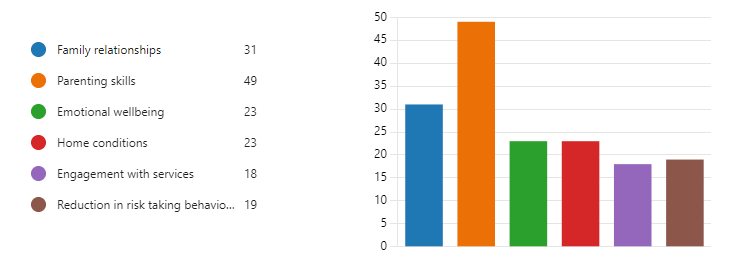 Family relationships 31
Parenting skills 49
Emotional wellbeing 23
Home conditions 23
Engagement with services 18
Reduction in risk taking behavio... 19
50
45
40
35
30
25
20
15
10
5
0